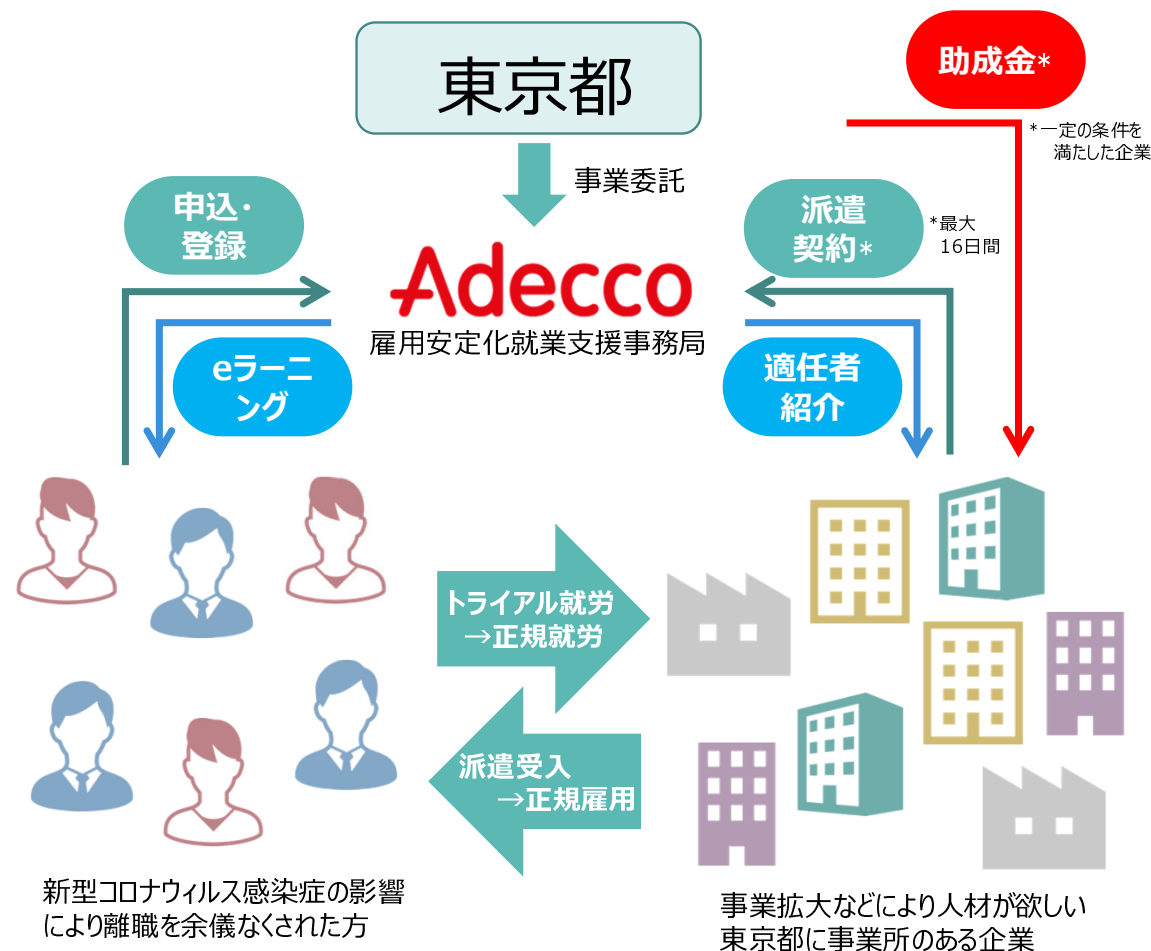 東京都
助成金*
*一定の条件を
満たした企業
事業委託
申込・
登録
派遣
契約*
*最大
16日間
Adecco
雇用安定化就業支援事務局
eラーニ
ング
適任者
紹介
トライアル就労
→正規就労
派遣受入
→正規雇用
新型コロナウィルス感染症の影響
により離職を余儀なくされた方
事業拡大などにより人材が欲しい
東京都に事業所のある企業